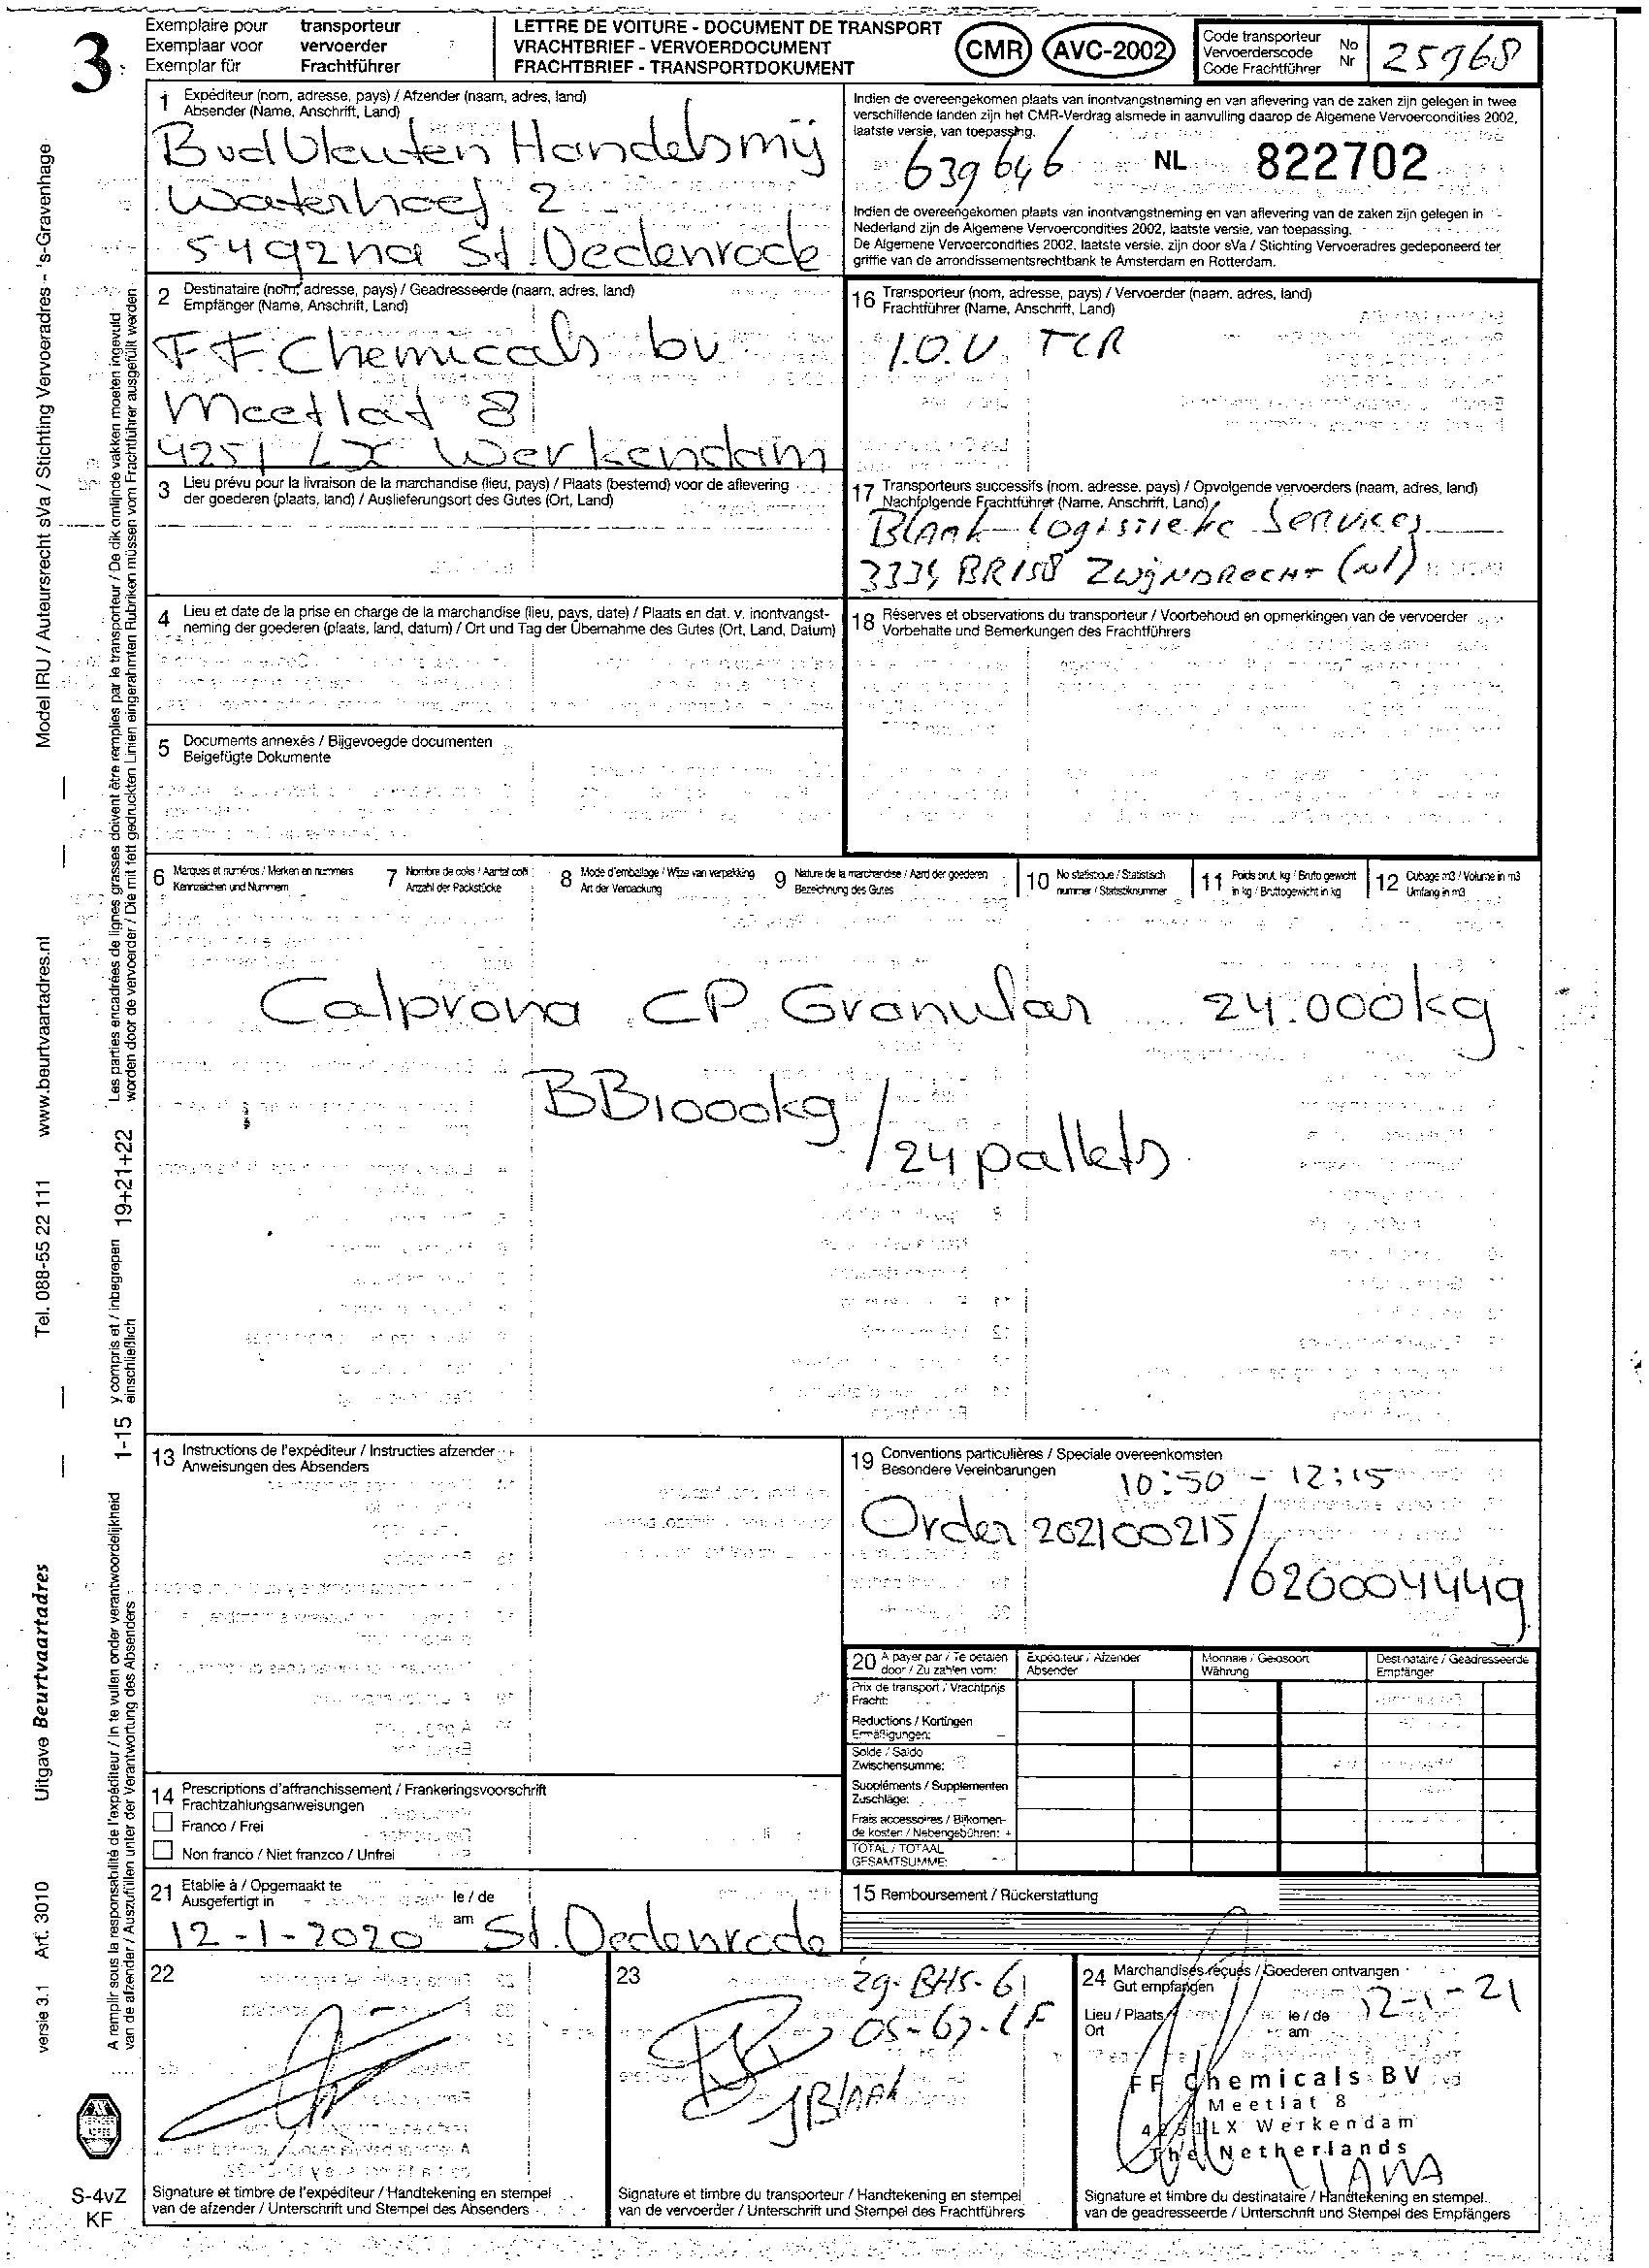 3
Exemplaire pour transporteur
Exemplaar voor vervoerder
Exemplar für Frachtführer
LETTRE DE VOITURE - DOCUMENT DE TRANSPORT
VRACHTBRIEF - VERVOERDOCUMENT
FRACHTBRIEF - TRANSPORTDOKUMENT
CMR AVC-2002
Code transporteur No
Vervoerderscode Nr
Code Frachtführer
25968
1 Expéditeur (nom, adresse, pays) / Afzender (naam, adres, land)
Absender (Name, Anschrift, Land)
Bud Vleuten Handelsmij
Waterhoef 2
5492na St. Oedenrode
Indien de overeengekomen plaats van inontvangstneming en van aflevering van de zaken zijn gelegen in twee
verschillende landen zijn het CMR-Verdrag alsmede in aanvulling daarop de Algemene Vervoercondities 2002,
laatste versie, van toepassing.
639646 NL 822702
Indien de overeengekomen plaats van inontvangstneming en van aflevering van de zaken zijn gelegen in
Nederland zijn de Algemene Vervoercondities 2002, laatste versie, van toepassing.
De Algemene Vervoercondities 2002, laatste versie, zijn door sVa / Stichting Vervoeradres gedeponeerd ter
griffie van de arrondissementsrechtbank te Amsterdam en Rotterdam.
2 Destinataire (nom, adresse, pays) / Geadresseerde (naam, adres, land)
Empfänger (Name, Anschrift, Land)
F.F. Chemicals bv
Meetlat 8
4251 LX Werkendam
16 Transporteur (nom, adresse, pays) / Vervoerder (naam, adres, land)
Frachtführer (Name, Anschrift, Land)
I.O.V TCR
3 Lieu prévu pour la livraison de la marchandise (lieu, pays) / Plaats (bestemd) voor de aflevering
der goederen (plaats, land) / Auslieferungsort des Gutes (Ort, Land)
17 Transporteurs successifs (nom, adresse, pays) / Opvolgende vervoerders (naam, adres, land)
Nachfolgende Frachtführer (Name, Anschrift, Land)
Blaak Logistieke Services
3334 BR158 Zwijndrecht (nl)
4 Lieu et date de la prise en charge de la marchandise (lieu, pays, date) / Plaats en dat. v. inontvangst-
neming der goederen (plaats, land, datum) / Ort und Tag der Übernahme des Gutes (Ort, Land, Datum)
18 Réserves et observations du transporteur / Voorbehoud en opmerkingen van de vervoerder
Vorbehalte und Bemerkungen des Frachtführers
5 Documents annexés / Bijgevoegde documenten
Beigefügte Dokumente
6 Marques et numéros / Merken en nummers
Kennzeichen und Nummern
7 Nombre de colis / Aantal colli
Anzahl der Packstücke
8 Mode d'emballage / Wijze van verpakking
Art der Verpackung
9 Nature de la marchandise / Aard der goederen
Bezeichnung des Gutes
10 No statistique / Statistisch
nummer / Statistiknummer
11 Poids brut, kg / Bruto gewicht
in kg / Bruttogewicht in kg
12 Cubage m3 / Volume in m3
Umfang in m3
Calprona CP Granular 24.000kg
BB1000kg / 24 pallets
13 Instructions de l'expéditeur / Instructies afzender
Anweisungen des Absenders
19 Conventions particulières / Speciale overeenkomsten
Besondere Vereinbarungen
10:50 - 12:15
Order 202100215 /
/ 6200004449
20 A payer par / Te betalen
door / Zu zahlen vom:
Expéditeur / Afzender
Absender
Monnaie / Geldsoort
Währung
Destinataire / Geadresseerde
Empfänger
Prix de transport / Vrachtprijs
Fracht:
Reductions / Kortingen
Ermäßigungen: -
Solde / Saldo
Zwischensumme:
Suppléments / Supplementen
Zuschläge:
Frais accessoires / Bijkomen-
de kosten / Nebengebühren: +
TOTAL / TOTAAL
GESAMTSUMME:
14 Prescriptions d'affranchissement / Frankeringsvoorschrift
Frachtzahlungsanweisungen
Franco / Frei
Non franco / Niet franzco / Unfrei
21 Etablie à / Opgemaakt te le / de
Ausgefertigt in am
12-1-2020 St. Oedenrode
15 Remboursement / Rückerstattung
22
23
29-BHS-61
05-67-LF
JBlaak
24 Marchandises reçues / Goederen ontvangen
Gut empfangen
Lieu / Plaats le / de
Ort am
12-1-21
FF Chemicals BV
Meetlat 8
4251LX Werkendam
The Netherlands
Signature et timbre de l'expéditeur / Handtekening en stempel
van de afzender / Unterschrift und Stempel des Absenders
Signature et timbre du transporteur / Handtekening en stempel
van de vervoerder / Unterschrift und Stempel des Frachtführers
Signature et timbre du destinataire / Handtekening en stempel
van de geadresseerde / Unterschrift und Stempel des Empfängers
Model IRU / Auteursrecht sVa / Stichting Vervoeradres - 's-Gravenhage
www.beurtvaartadres.nl
Tel. 088-55 22 111
Uitgave Beurtvaartadres
Art. 3010
versie 3.1
Les parties encadrées de lignes grasses doivent être remplies par le transporteur / De dik omlijnde vakken moeten ingevuld
worden door de vervoerder / Die mit fett gedruckten Linien eingerahmten Rubriken müssen vom Frachtführer ausgefüllt werden
19+21+22
y compris et / inbegrepen
einschließlich
1-15
A remplir sous la responsabilité de l'expéditeur / In te vullen onder verantwoordelijkheid
van de afzender / Auszufüllen unter der Verantwortung des Absenders
S-4vZ
KF